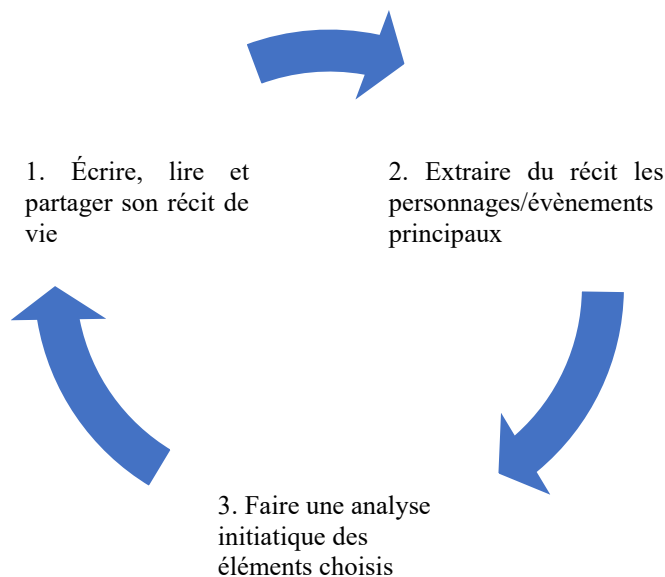 1. Écrire, lire et
partager son récit de
vie
2. Extraire du récit les
personnages/évènements
principaux
3. Faire une analyse
initiatique des
éléments choisis